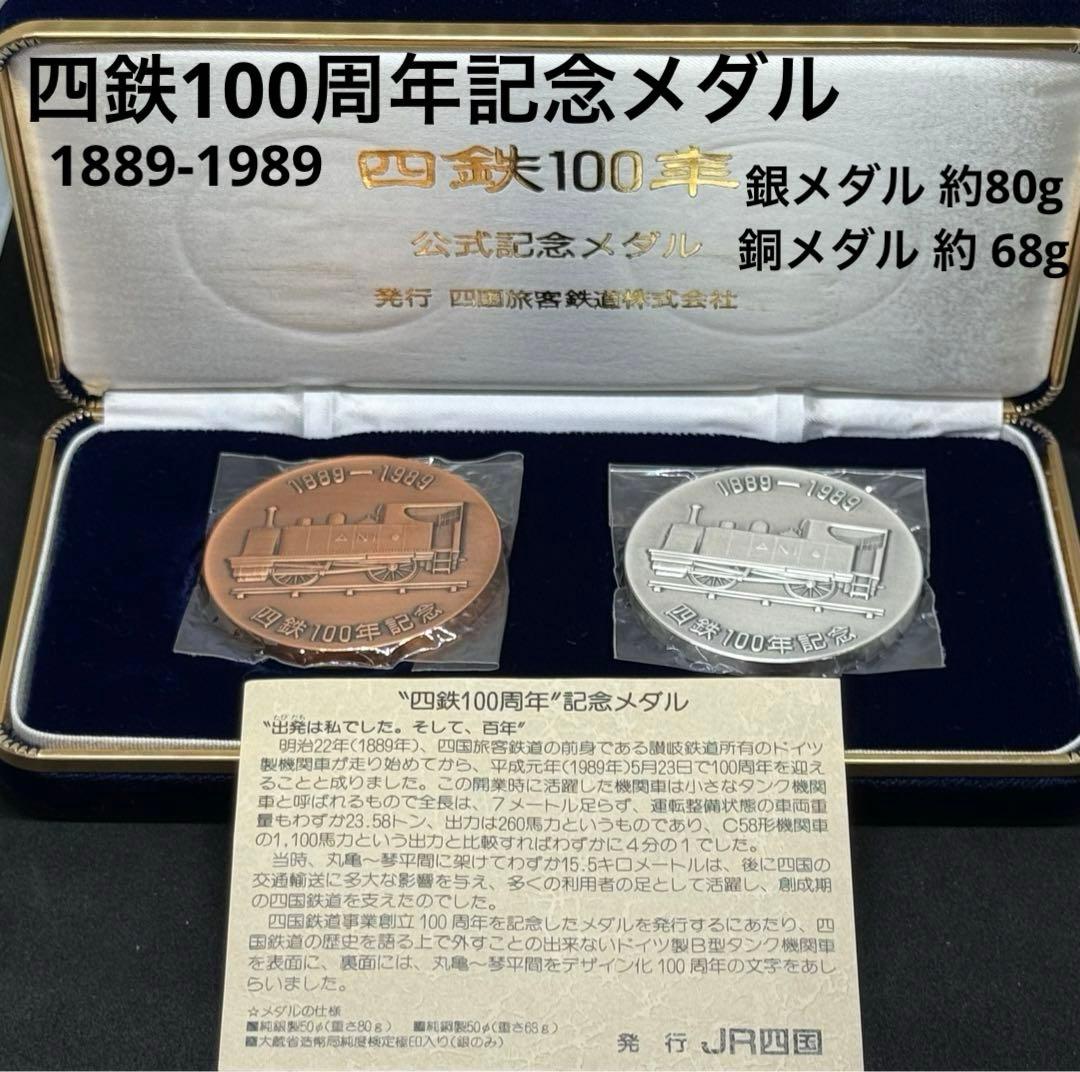 四鉄100周年記念メダル
1889-1989
四鉄100年
銀メダル 約80g
公式記念メダル
銅メダル 約 68g
発行 四国旅客鉄道株式会社
1889-1989
四鉄100年記念
1889-1989
四鉄100年記念
"四鉄100周年"記念メダル
"出発は私でした。そして、百年"
明治22年(1889年)、四国旅客鉄道の前身である讃岐鉄道所有のドイツ
製機関車が走り始めてから、平成元年(1989年)5月23日で100周年を迎え
ることと成りました。この開業時に活躍した機関車は小さなタンク機関
車と呼ばれるもので全長は、7メートル足らず、運転整備状態の車両重
量もわずか23.58トン、出力は260馬力というものであり、C58形機関車
の1,100馬力という出力と比較すればわずかに4分の1でした。
当時、丸亀〜琴平間に架けてわずか15.5キロメートルは、後に四国の
交通輸送に多大な影響を与え、多くの利用者の足として活躍し、創成期
の四国鉄道を支えたのでした。
四国鉄道事業創立100周年を記念したメダルを発行するにあたり、四
国鉄道の歴史を語る上で外すことの出来ないドイツ製B型タンク機関車
を表面に、裏面には、丸亀〜琴平間をデザイン化100周年の文字をあし
らいました。
☆メダルの仕様
■純銀製50φ(重さ80g) ■純銅製50φ(重さ68g)
■大蔵省造幣局純度検定極印入り(銀のみ)
発行 JR四国